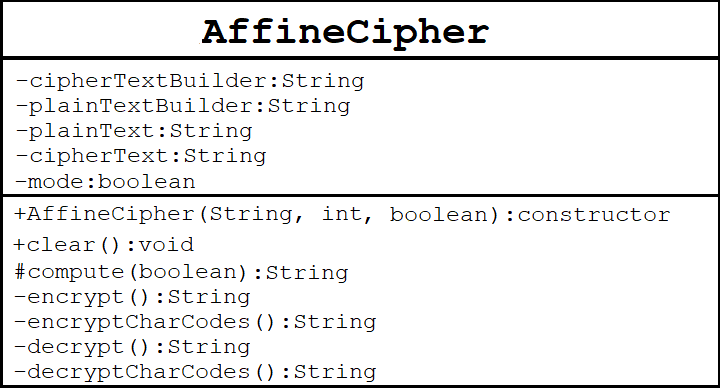 AffineCipher
-cipherTextBuilder:String
-plainTextBuilder:String
-plainText:String
-cipherText:String
-mode:boolean
+AffineCipher(String, int, boolean):constructor
+clear():void
#compute(boolean):String
-encrypt():String
-encryptCharCodes():String
-decrypt():String
-decryptCharCodes():String